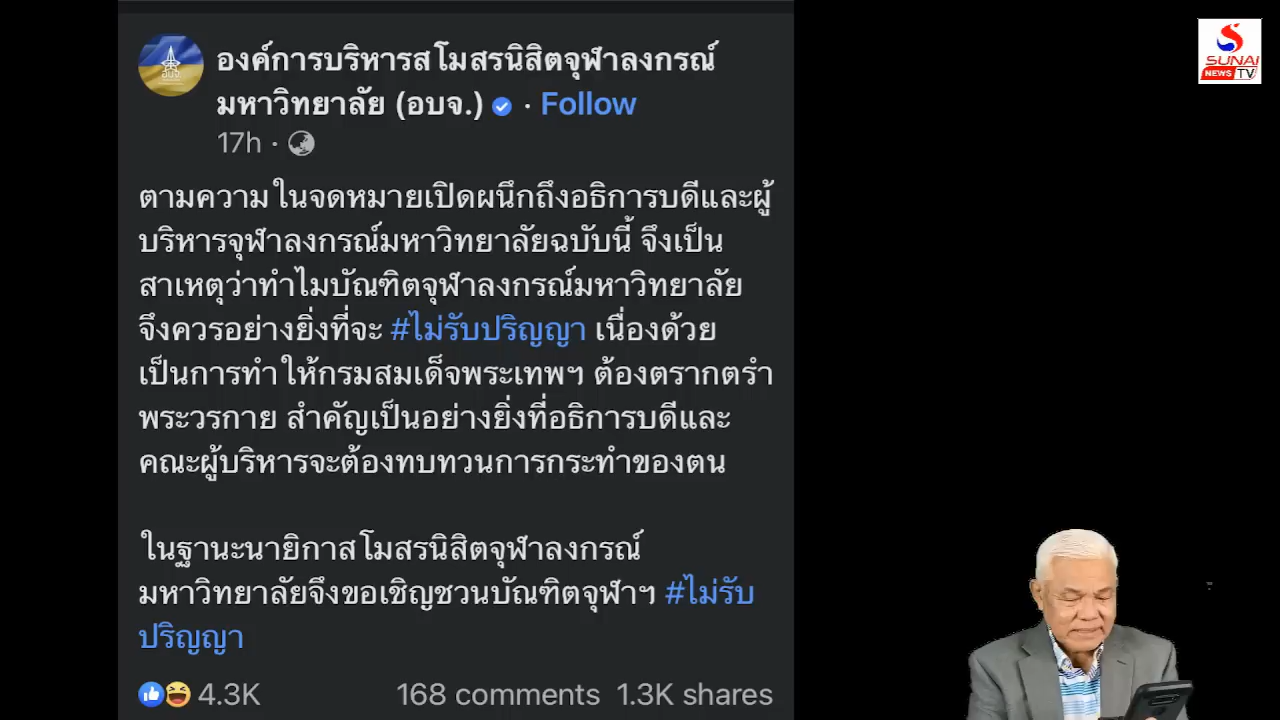 องค์การบริหารสโมสรนิสิตจุฬาลงกรณ์
มหาวิทยาลัย (อบจ.) · Follow
17h ·
ตามความในจดหมายเปิดผนึกถึงอธิการบดีและผู้
บริหารจุฬาลงกรณ์มหาวิทยาลัยฉบับนี้ จึงเป็น
สาเหตุว่าทำไมบัณฑิตจุฬาลงกรณ์มหาวิทยาลัย
จึงควรอย่างยิ่งที่จะ #ไม่รับปริญญา เนื่องด้วย
เป็นการทำให้กรมสมเด็จพระเทพฯ ต้องตรากตรำ
พระวรกาย สำคัญเป็นอย่างยิ่งที่อธิการบดีและ
คณะผู้บริหารจะต้องทบทวนการกระทำของตน
ในฐานะนายิกาสโมสรนิสิตจุฬาลงกรณ์
มหาวิทยาลัยจึงขอเชิญชวนบัณฑิตจุฬาฯ #ไม่รับ
ปริญญา
4.3K 168 comments 1.3K shares
SUNAI
NEWS TV
อบจ